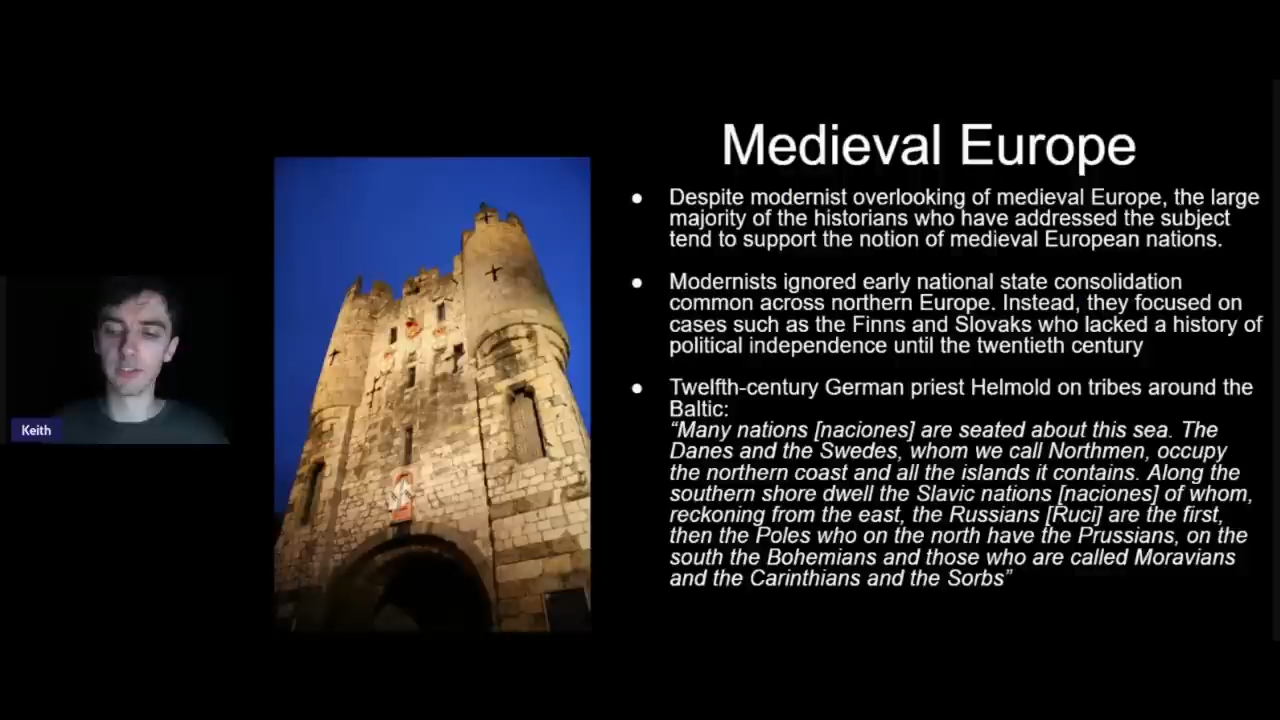 Medieval Europe
● Despite modernist overlooking of medieval Europe, the large
majority of the historians who have addressed the subject
tend to support the notion of medieval European nations.
● Modernists ignored early national state consolidation
common across northern Europe. Instead, they focused on
cases such as the Finns and Slovaks who lacked a history of
political independence until the twentieth century
● Twelfth-century German priest Helmold on tribes around the
Baltic:
“Many nations [naciones] are seated about this sea. The
Danes and the Swedes, whom we call Northmen, occupy
the northern coast and all the islands it contains. Along the
southern shore dwell the Slavic nations [naciones] of whom,
reckoning from the east, the Russians [Ruci] are the first,
then the Poles who on the north have the Prussians, on the
south the Bohemians and those who are called Moravians
and the Carinthians and the Sorbs”
Keith